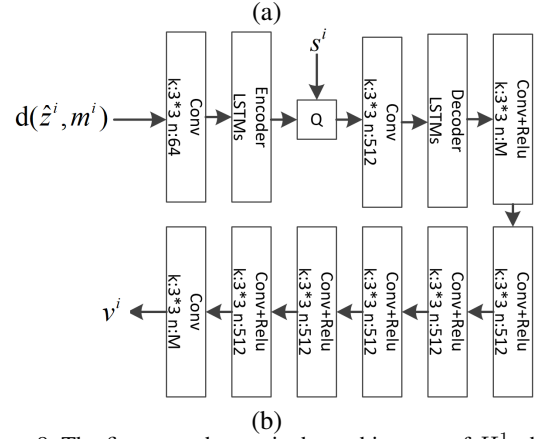 (a)
s^i
d(ẑ^i, m^i)
Conv
k:3*3 n:64
Encoder
LSTMs
Q
Conv
k:3*3 n:512
Decoder
LSTMs
Conv+Relu
k:3*3 n:M
Conv+Relu
k:3*3 n:512
Conv+Relu
k:3*3 n:512
Conv+Relu
k:3*3 n:512
Conv+Relu
k:3*3 n:512
Conv+Relu
k:3*3 n:512
Conv
k:3*3 n:M
v^i
(b)